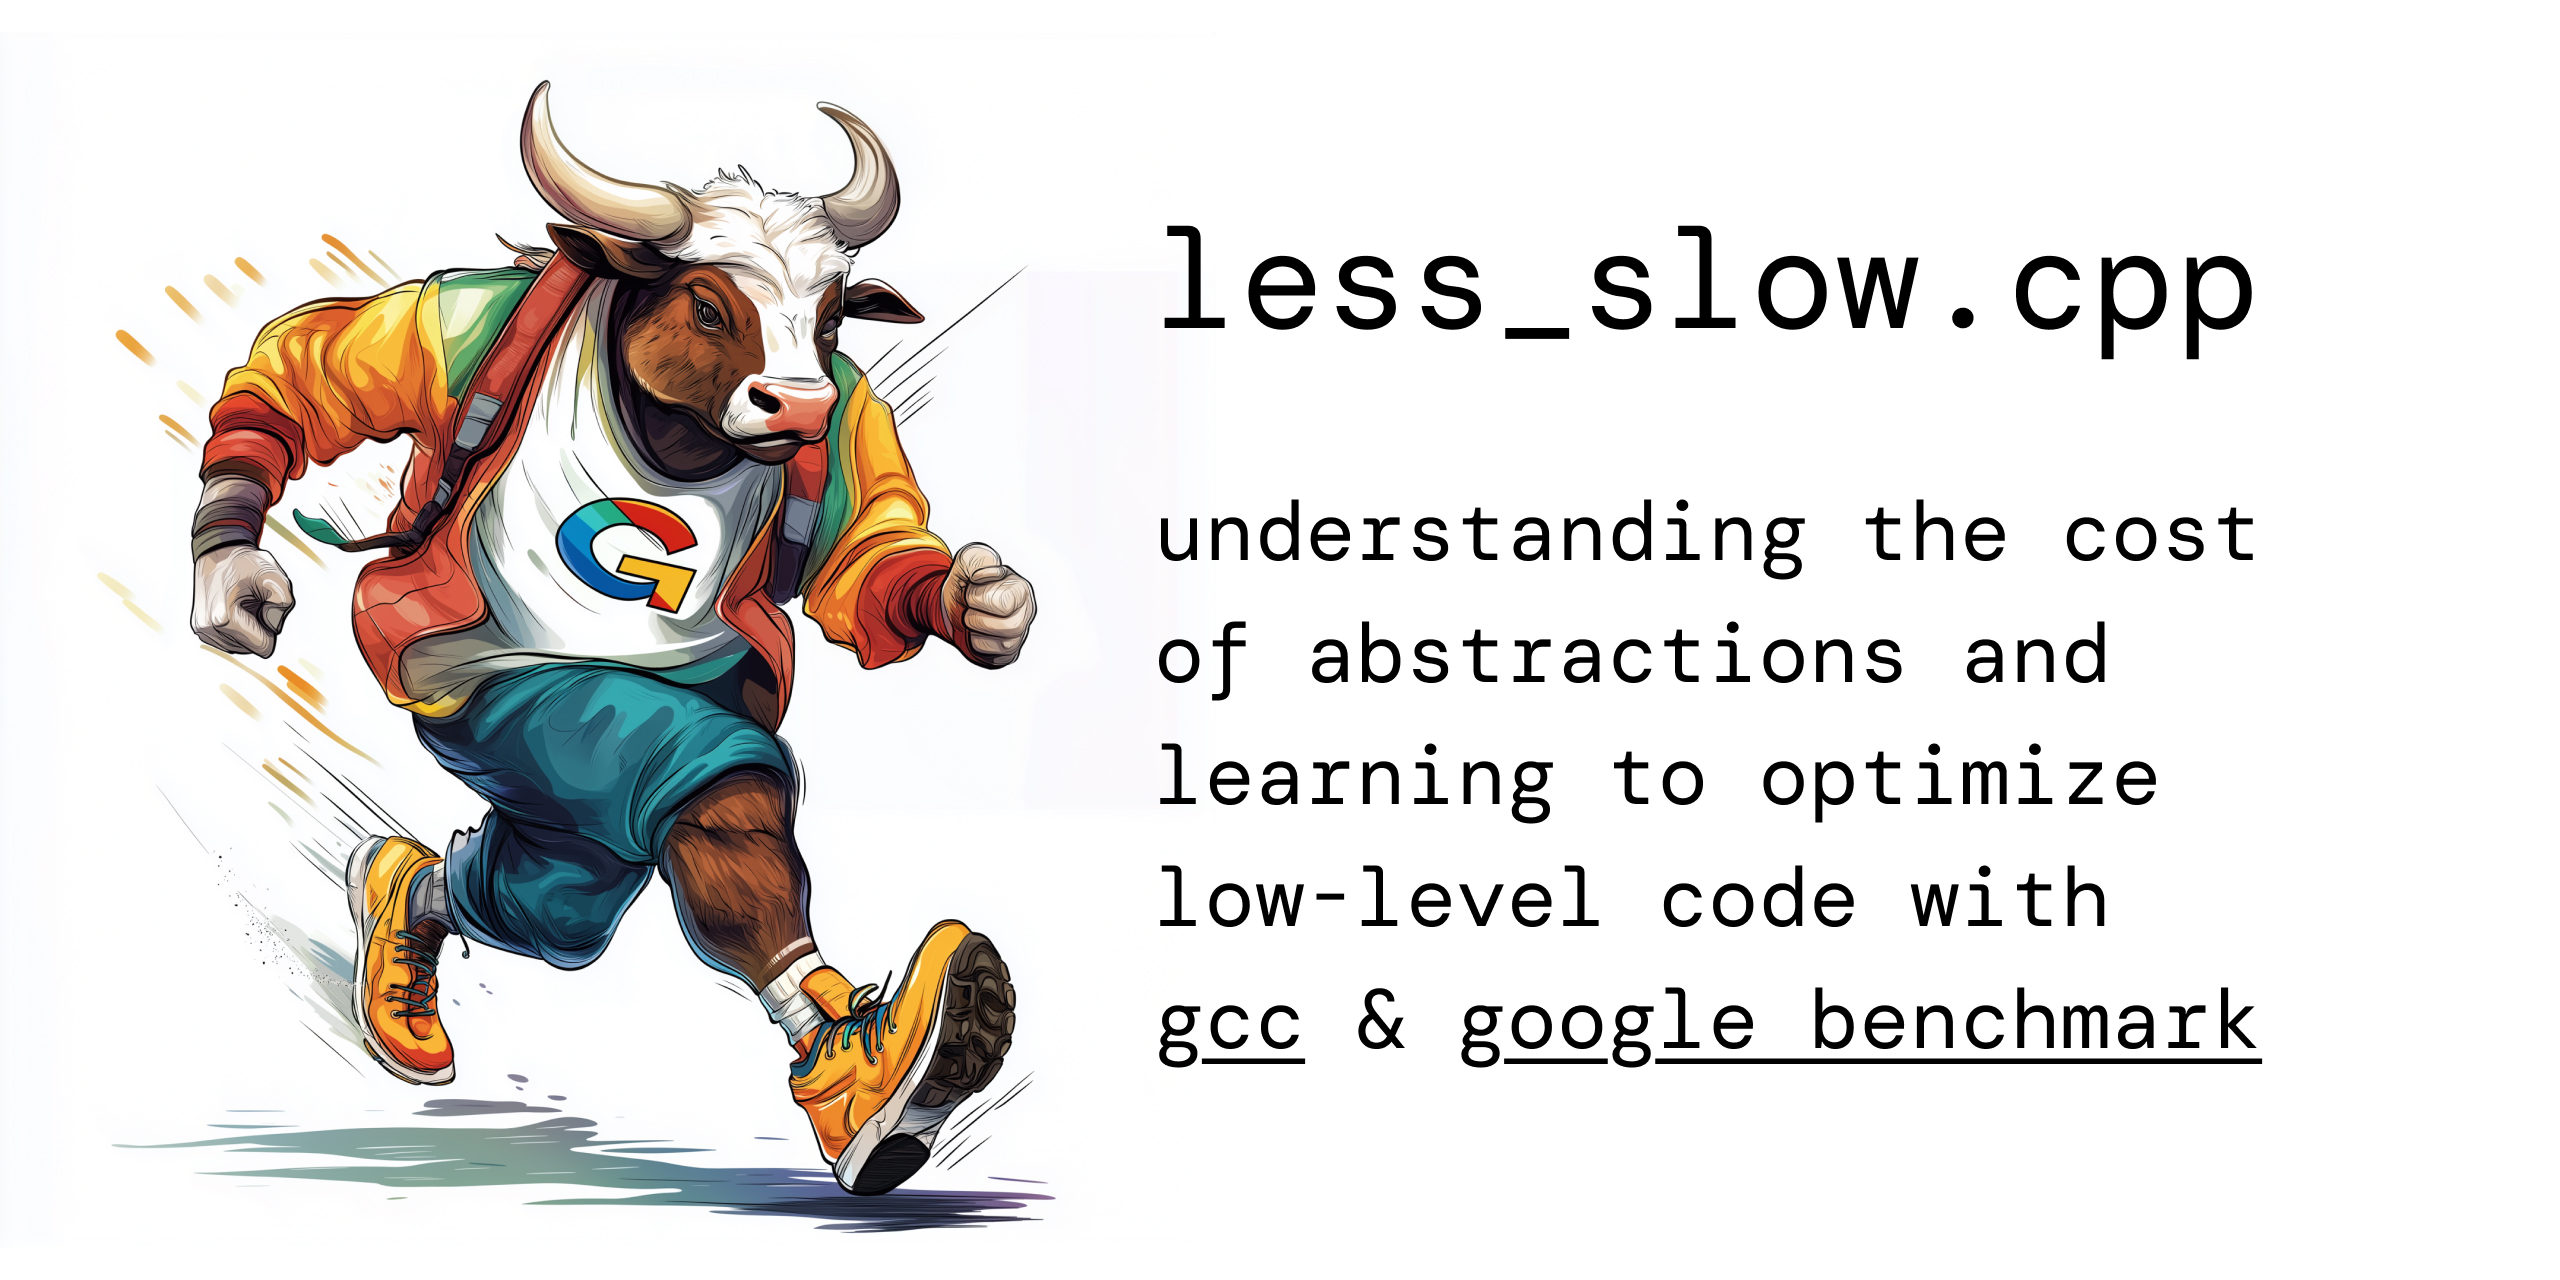 G
less_slow.cpp
understanding the cost
of abstractions and
learning to optimize
low-level code with
gcc & google benchmark